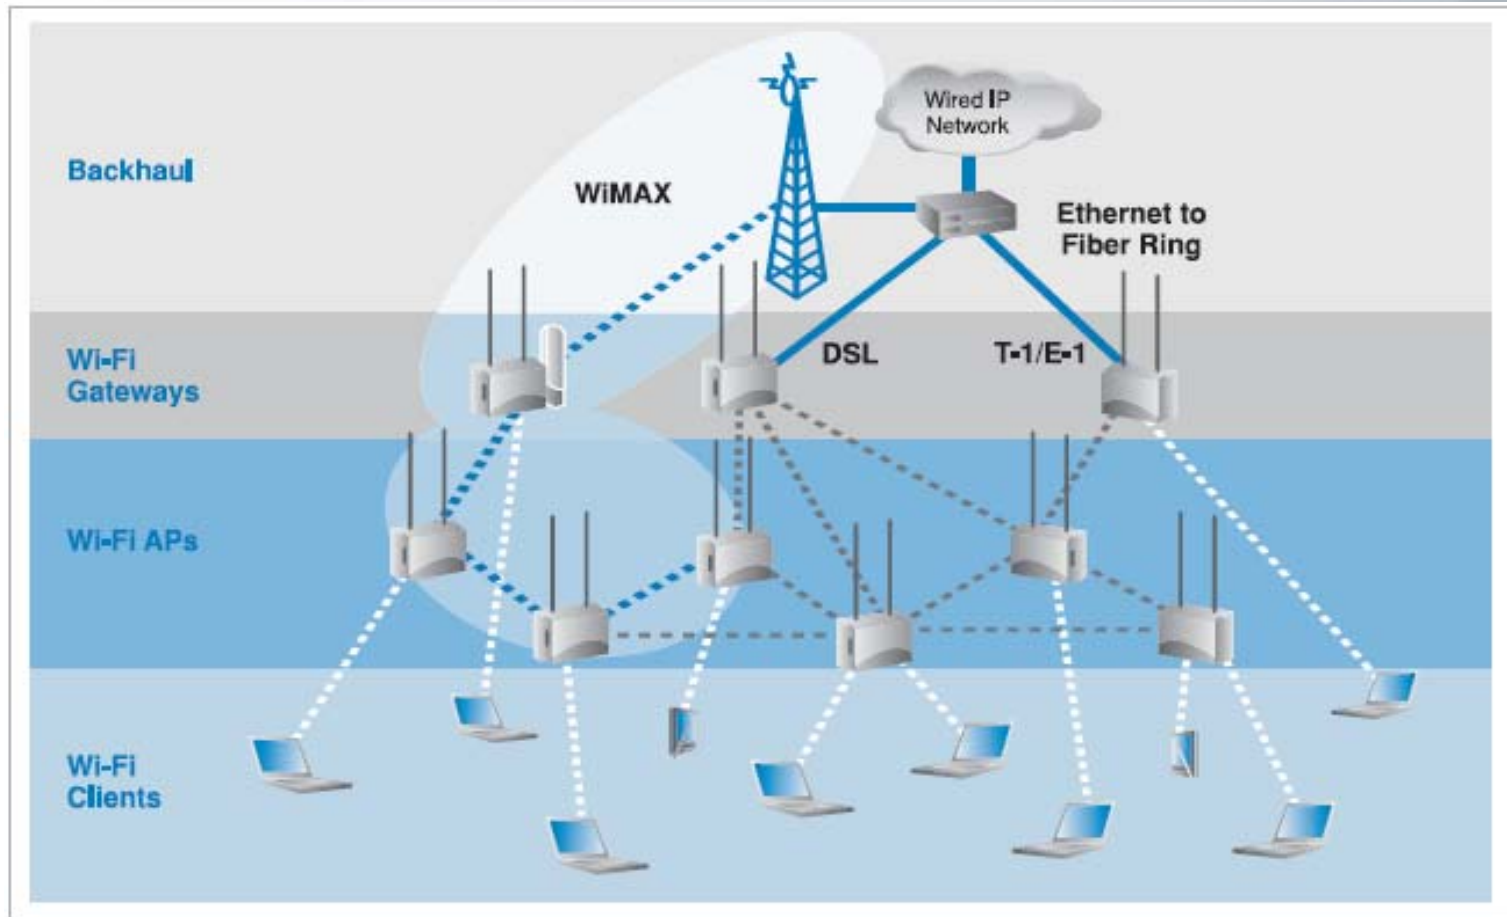 Wired IP
Network
Backhaul
WiMAX
Ethernet to
Fiber Ring
Wi-Fi
Gateways
DSL
T-1/E-1
Wi-Fi APs
Wi-Fi
Clients